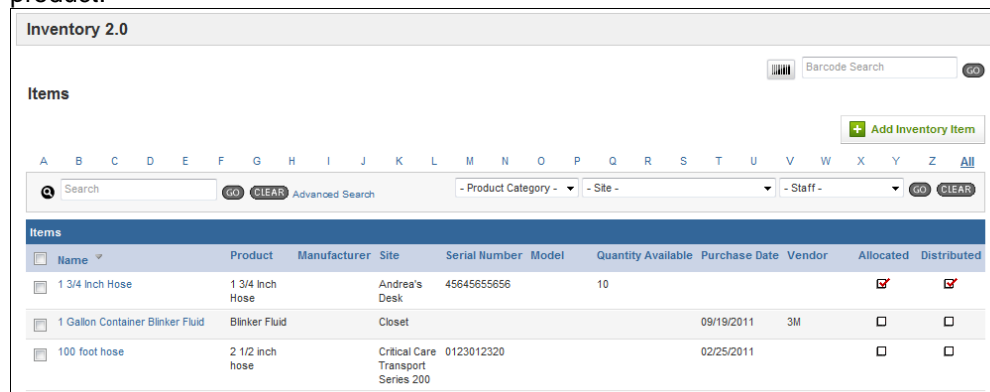 product.
Inventory 2.0
Barcode Search GO
Items
Add Inventory Item
A B C D E F G H I J K L M N O P Q R S T U V W X Y Z All
Search GO CLEAR Advanced Search - Product Category - - Site - - Staff - GO CLEAR
Items
Name Product Manufacturer Site Serial Number Model Quantity Available Purchase Date Vendor Allocated Distributed
1 3/4 Inch Hose 1 3/4 Inch Andrea's 45645655656 10
Hose Desk
1 Gallon Container Blinker Fluid Blinker Fluid Closet 09/19/2011 3M
100 foot hose 2 1/2 inch Critical Care 0123012320 02/25/2011
hose Transport
Series 200